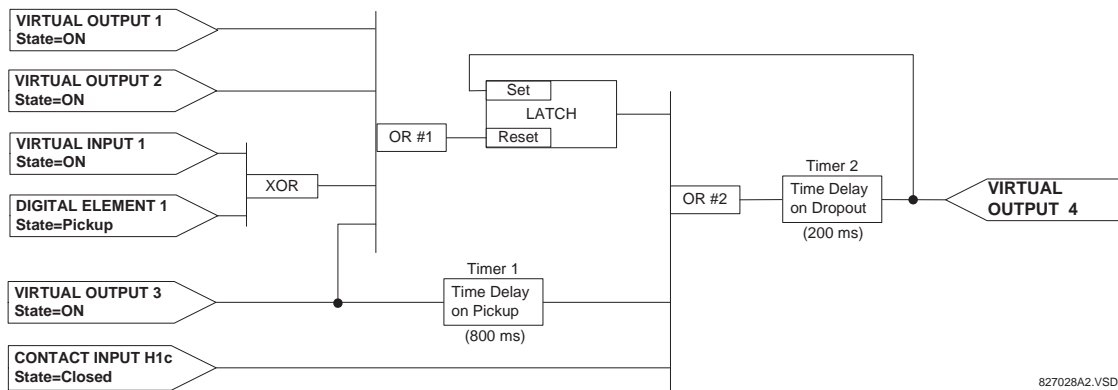 VIRTUAL OUTPUT 1
State=ON
VIRTUAL OUTPUT 2
State=ON
VIRTUAL INPUT 1
State=ON
DIGITAL ELEMENT 1
State=Pickup
XOR
OR #1
Set
LATCH
Reset
VIRTUAL OUTPUT 3
State=ON
Timer 1
Time Delay
on Pickup
(800 ms)
CONTACT INPUT H1c
State=Closed
OR #2
Timer 2
Time Delay
on Dropout
(200 ms)
VIRTUAL
OUTPUT 4
827028A2.VSD